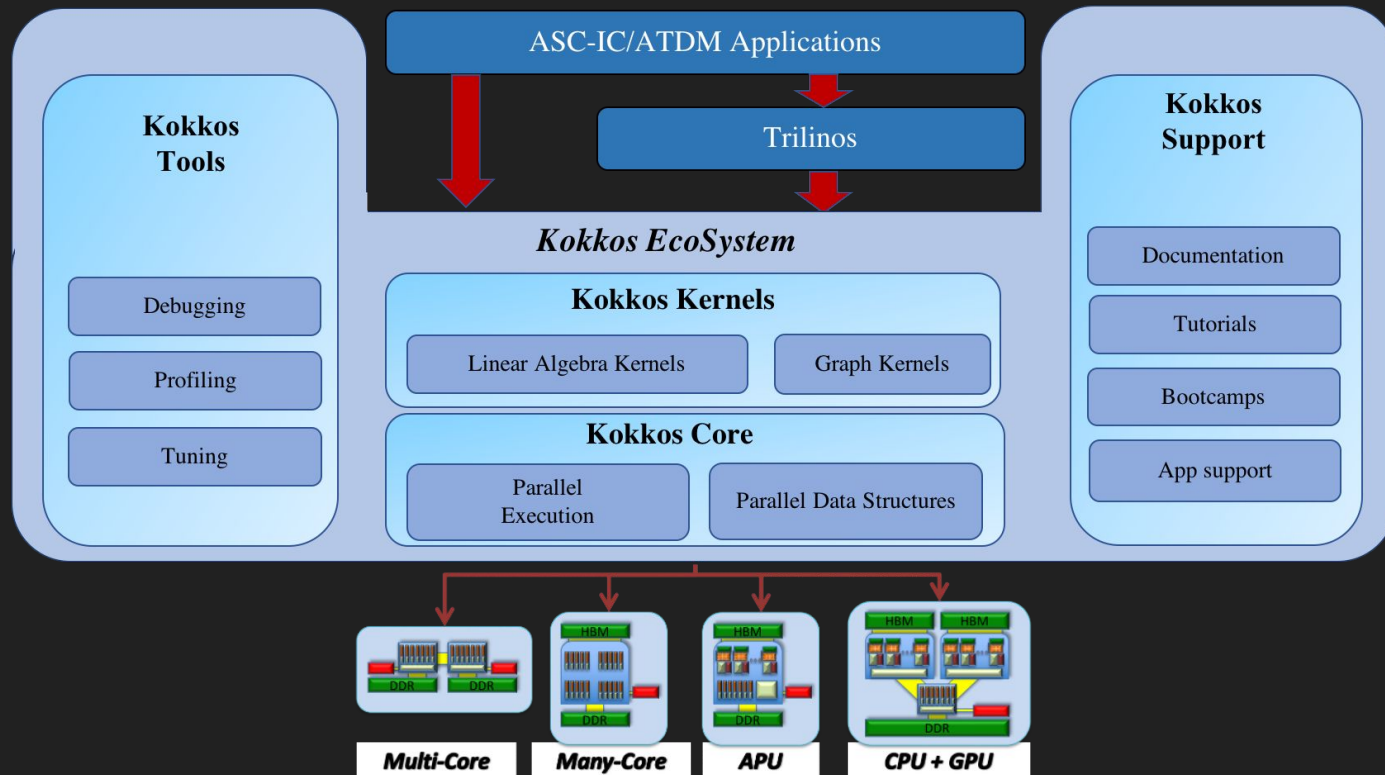 ASC-IC/ATDM Applications
Trilinos
Kokkos
Tools
Debugging
Profiling
Tuning
Kokkos EcoSystem
Kokkos Kernels
Linear Algebra Kernels
Graph Kernels
Kokkos Core
Parallel
Execution
Parallel Data Structures
Kokkos
Support
Documentation
Tutorials
Bootcamps
App support
DDR
DDR
Multi-Core
HBM
DDR
Many-Core
HBM
DDR
APU
HBM
HBM
DDR
CPU + GPU